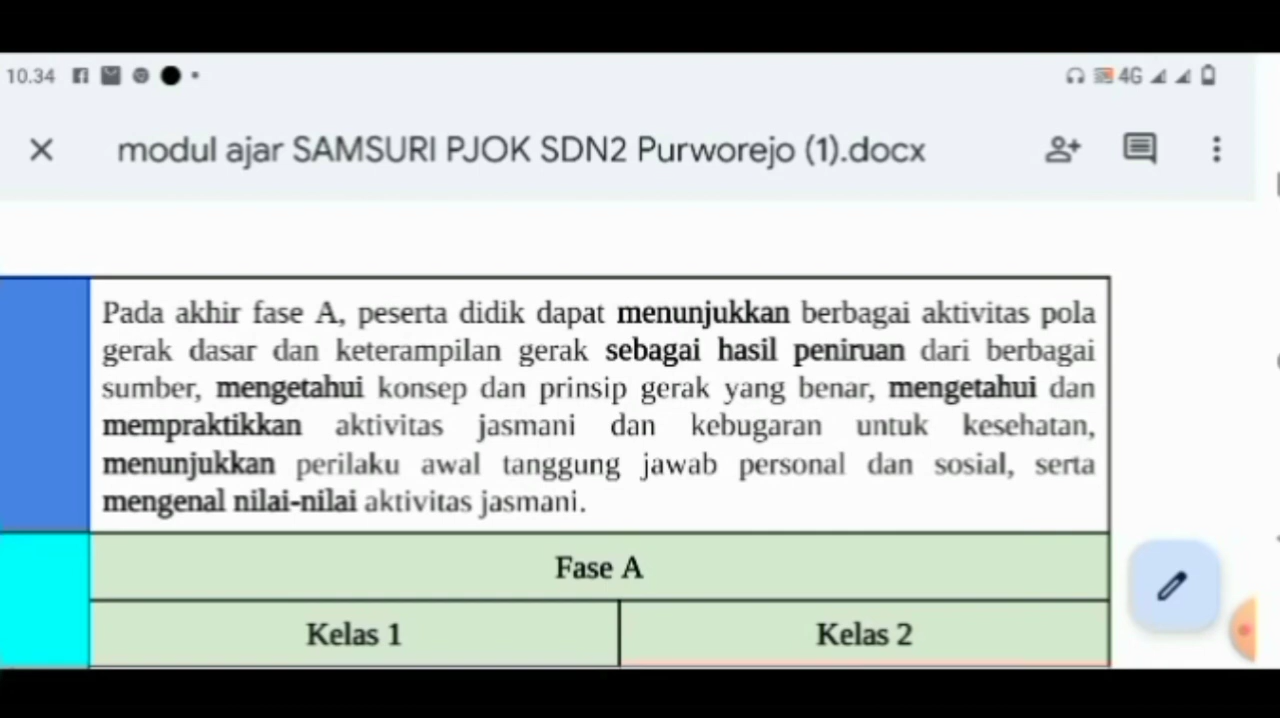 10.34
4G
modul ajar SAMSURI PJOK SDN2 Purworejo (1).docx
Pada akhir fase A, peserta didik dapat menunjukkan berbagai aktivitas pola
gerak dasar dan keterampilan gerak sebagai hasil peniruan dari berbagai
sumber, mengetahui konsep dan prinsip gerak yang benar, mengetahui dan
mempraktikkan aktivitas jasmani dan kebugaran untuk kesehatan,
menunjukkan perilaku awal tanggung jawab personal dan sosial, serta
mengenal nilai-nilai aktivitas jasmani.
Fase A
Kelas 1
Kelas 2